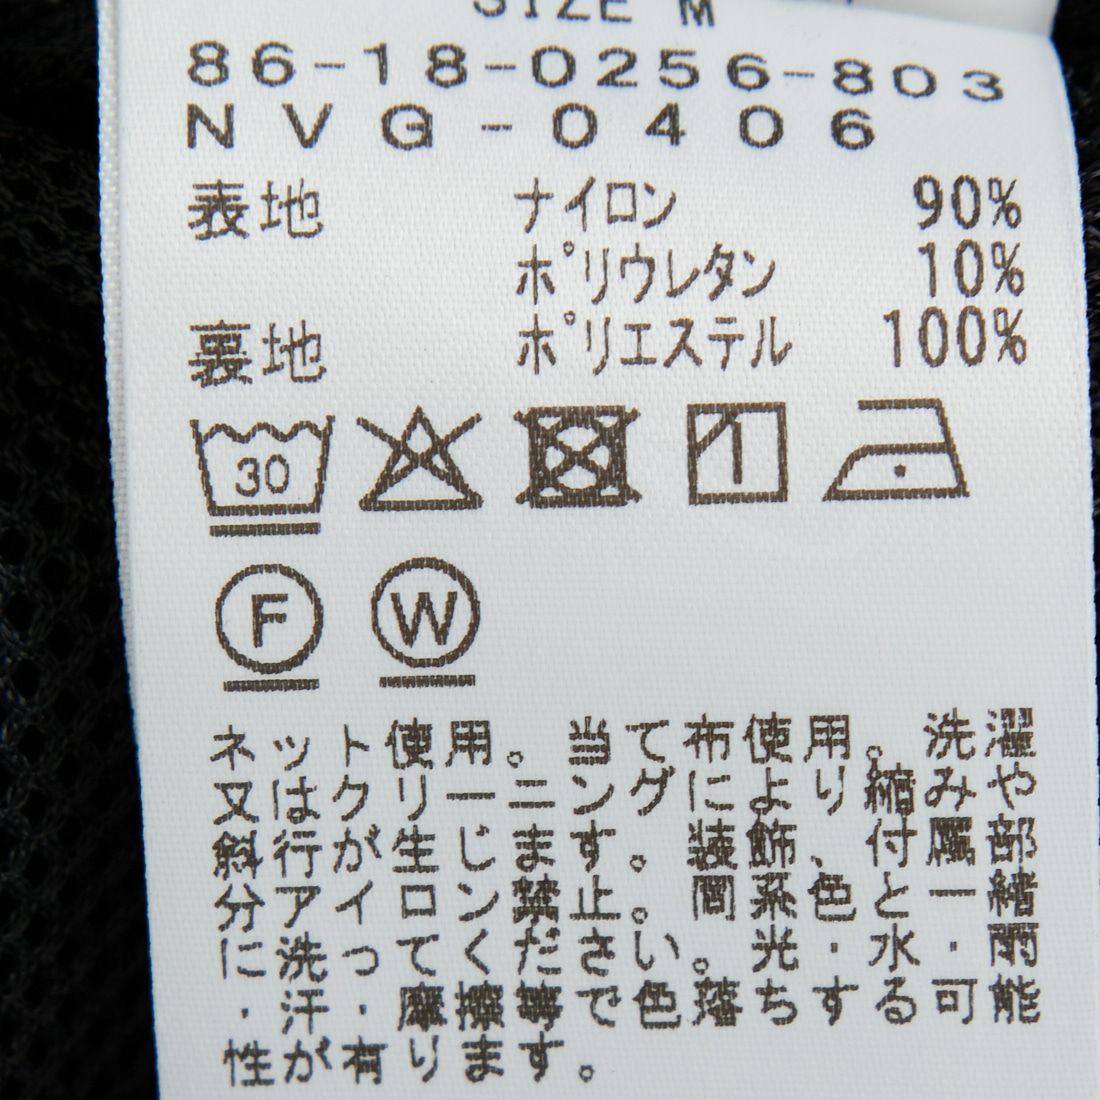 SIZE M
86-18-0256-803
NVG-0406
表地 ナイロン 90%
ポリウレタン 10%
裏地 ポリエステル 100%
30
F W
ネット使用。当て布使用。洗濯
又はクリーニングにより縮みや
斜行が生じます。装飾、付属部
分アイロン禁止。同系色と一緒
に洗ってください。光・水・雨
・汗・摩擦等で色落ちする可能
性が有ります。